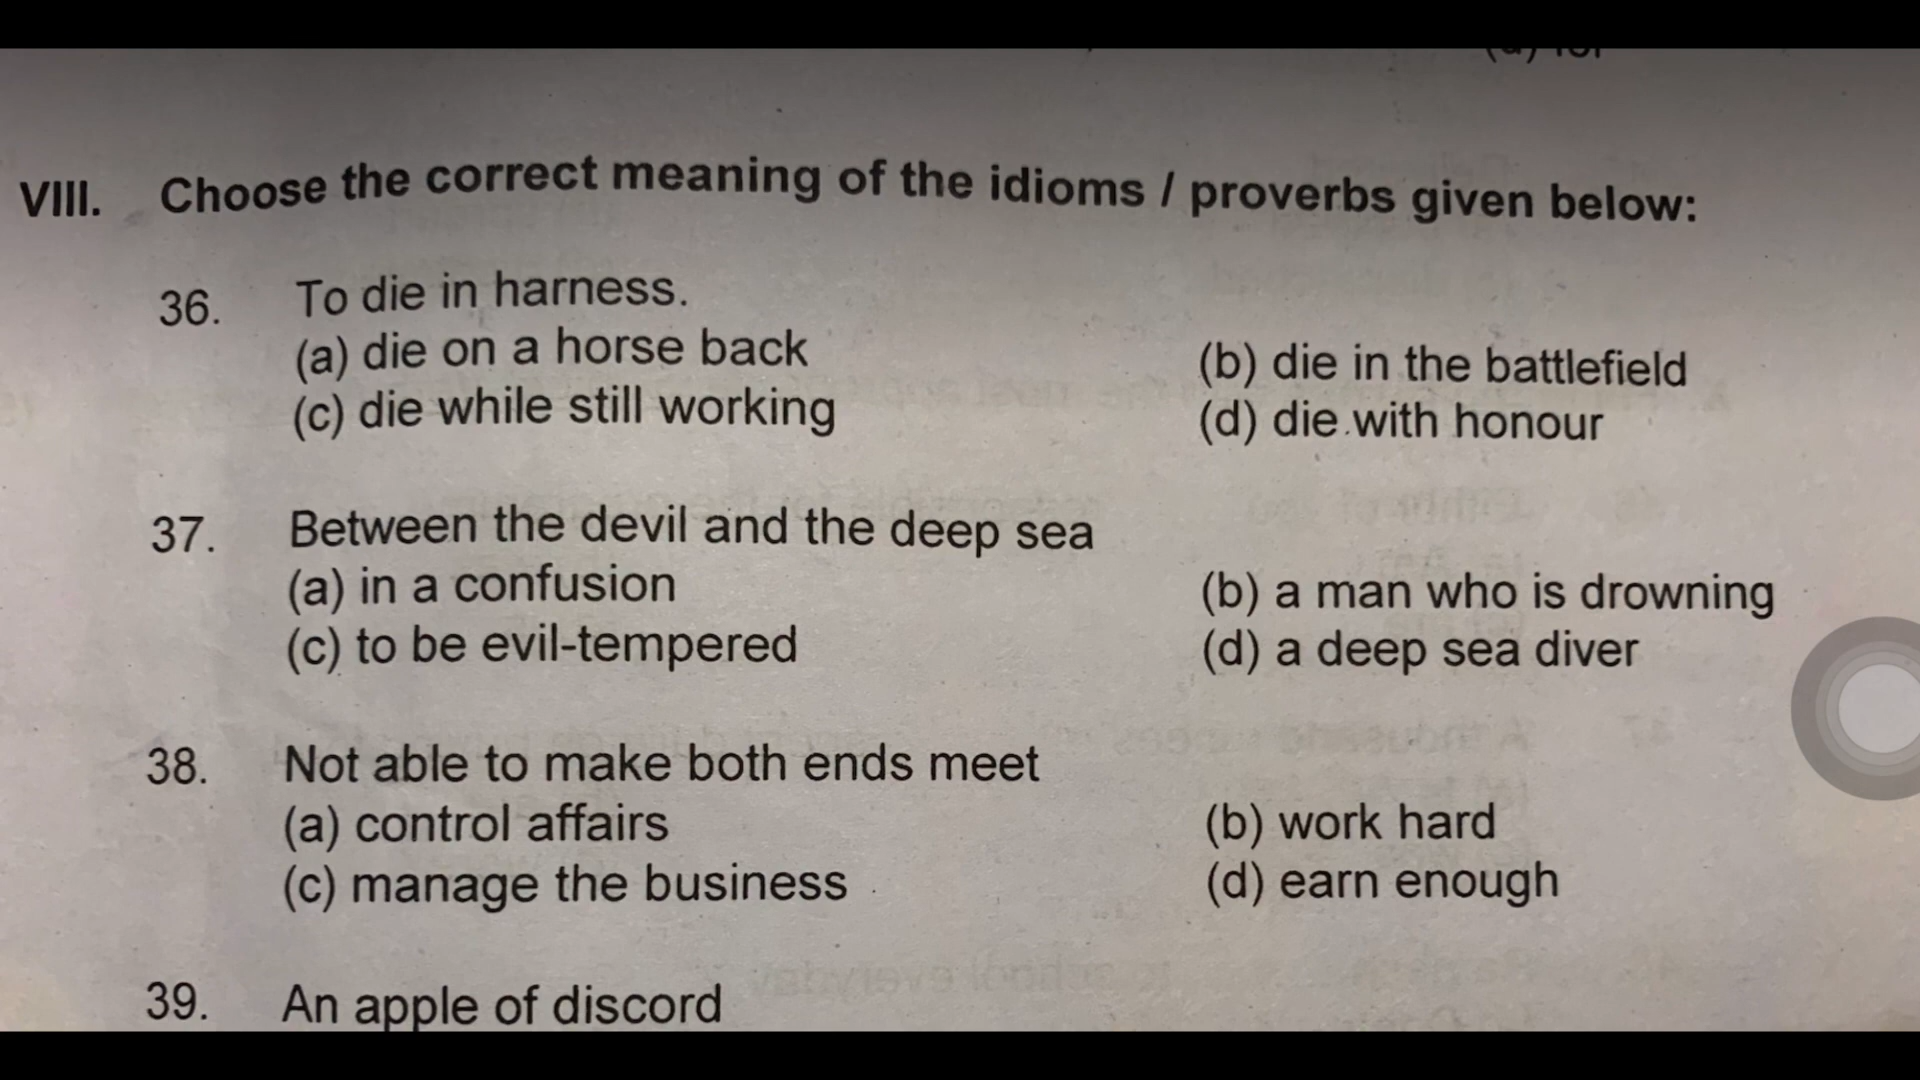 VIII. Choose the correct meaning of the idioms / proverbs given below:
36. To die in harness.
(a) die on a horse back (b) die in the battlefield
(c) die while still working (d) die with honour
37. Between the devil and the deep sea
(a) in a confusion (b) a man who is drowning
(c) to be evil-tempered (d) a deep sea diver
38. Not able to make both ends meet
(a) control affairs (b) work hard
(c) manage the business (d) earn enough
39. An apple of discord